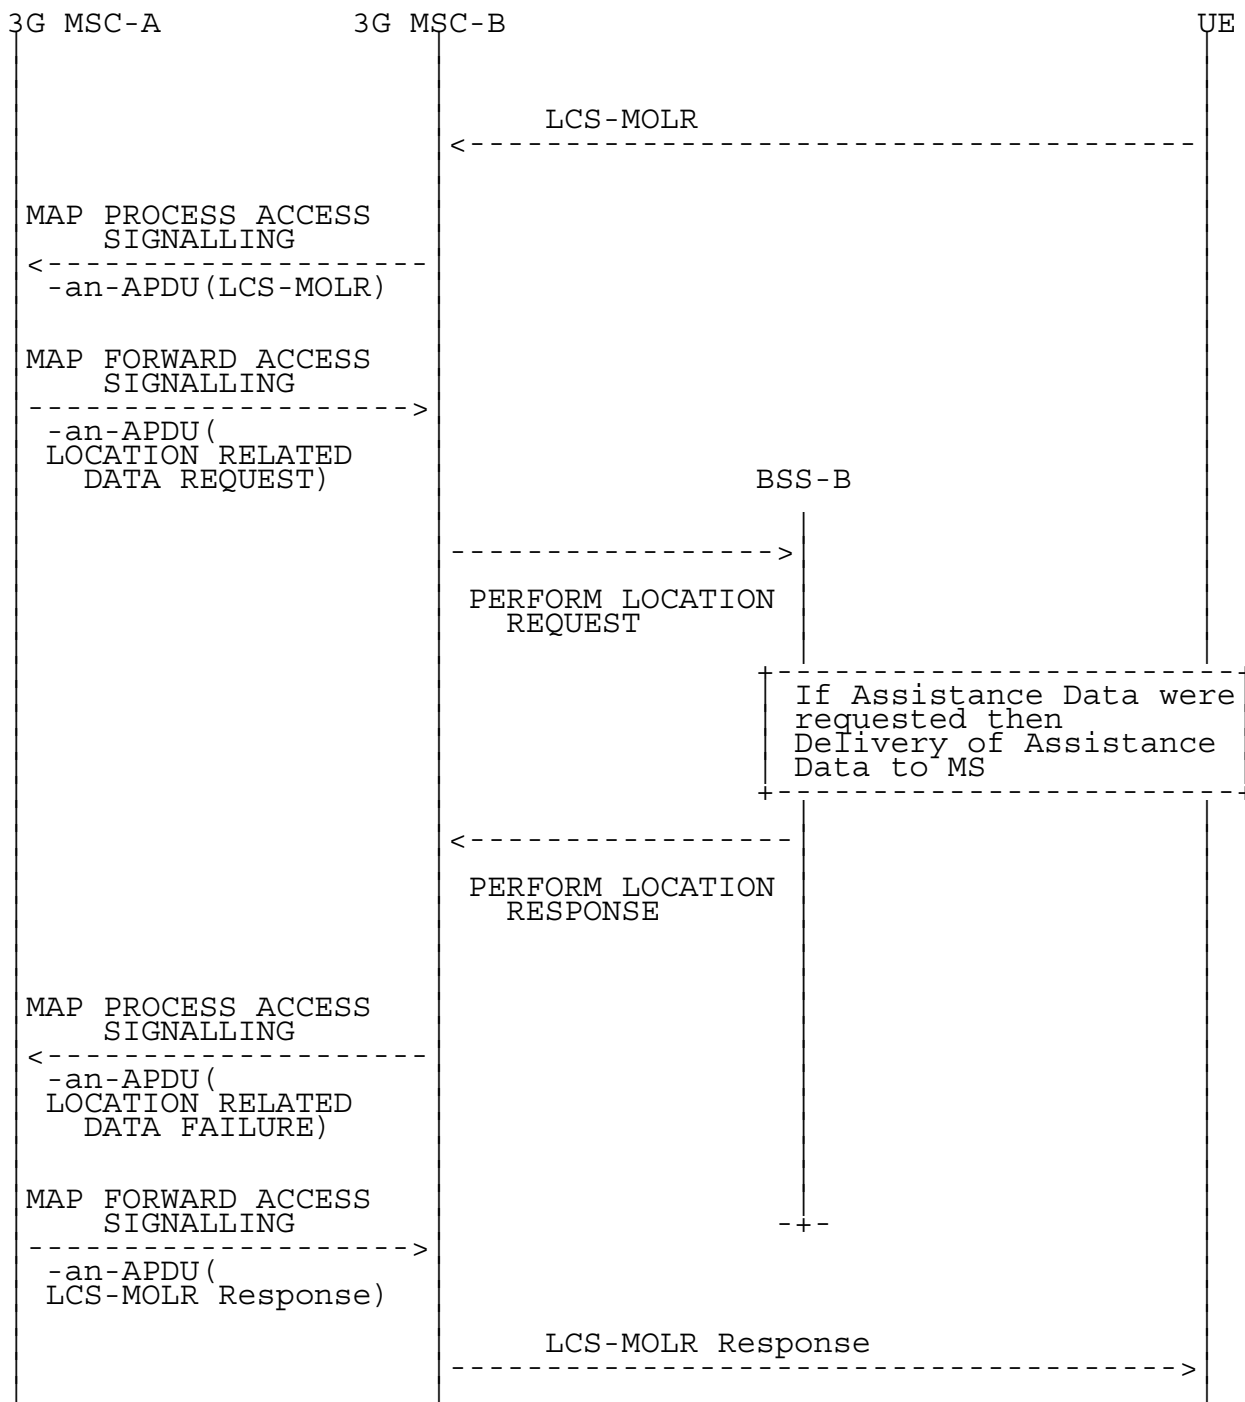 3G MSC-A 3G MSC-B UE
LCS-MOLR
MAP PROCESS ACCESS
SIGNALLING
-an-APDU(LCS-MOLR)
MAP FORWARD ACCESS
SIGNALLING
-an-APDU(
LOCATION RELATED
DATA REQUEST)
BSS-B
PERFORM LOCATION
REQUEST
If Assistance Data were
requested then
Delivery of Assistance
Data to MS
PERFORM LOCATION
RESPONSE
MAP PROCESS ACCESS
SIGNALLING
-an-APDU(
LOCATION RELATED
DATA FAILURE)
MAP FORWARD ACCESS
SIGNALLING
-an-APDU(
LCS-MOLR Response)
LCS-MOLR Response